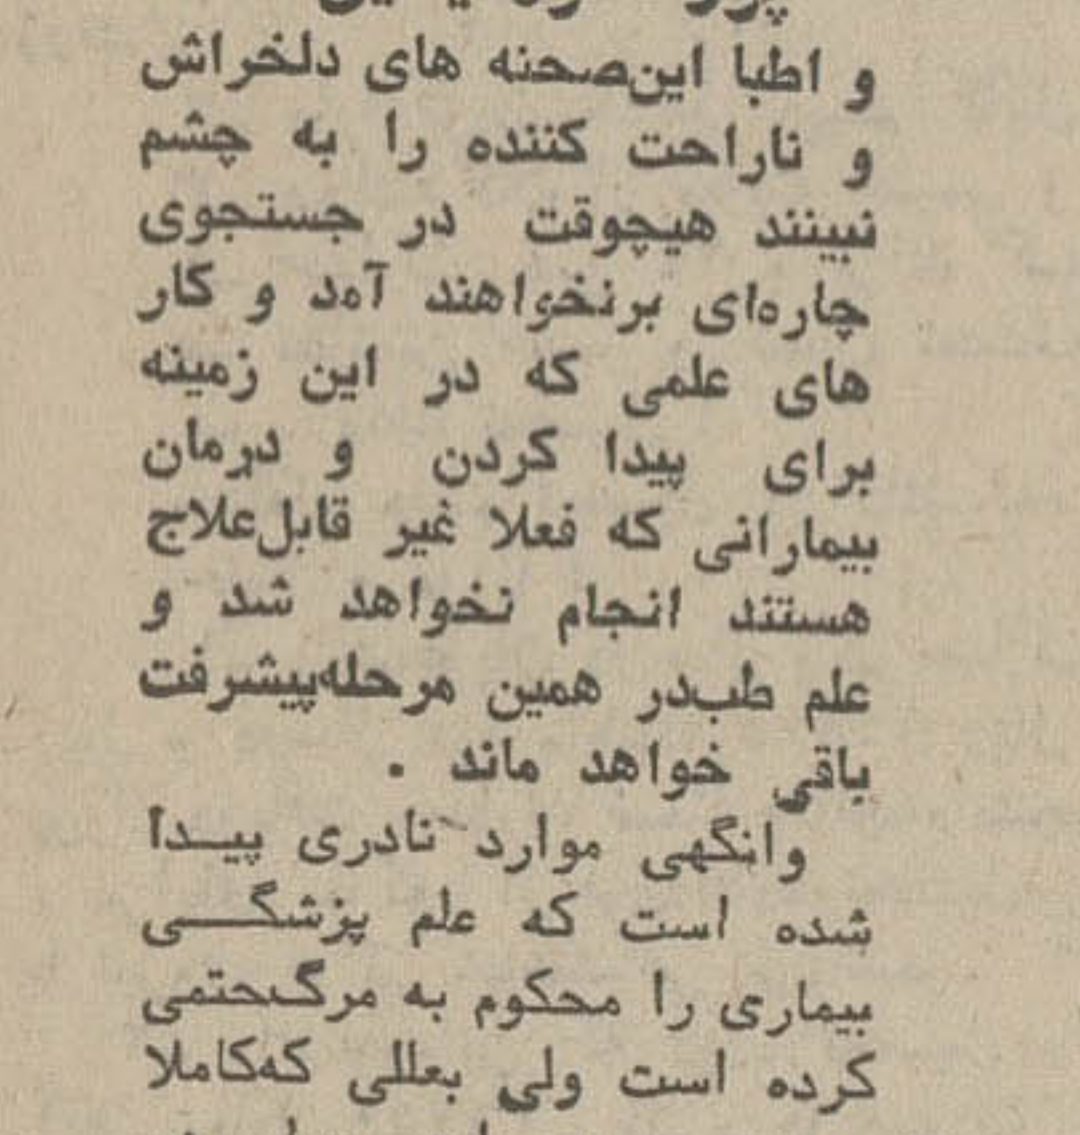 و اطبا این‌صحنه های دلخراش
و ناراحت کننده را به چشم
نبینند هیچوقت در جستجوی
چاره‌ای برنخواهند آمد و کار
های علمی که در این زمینه
برای پیدا کردن و درمان
بیمارانی که فعلا غیر قابل‌علاج
هستند انجام نخواهد شد و
علم طب‌در همین مرحله‌پیشرفت
باقی خواهد ماند .
وانگهی موارد نادری پیــدا
شده است که علم پزشگــی
بیماری را محکوم به مرگ‌حتمی
کرده است ولی بعللی که‌کاملا